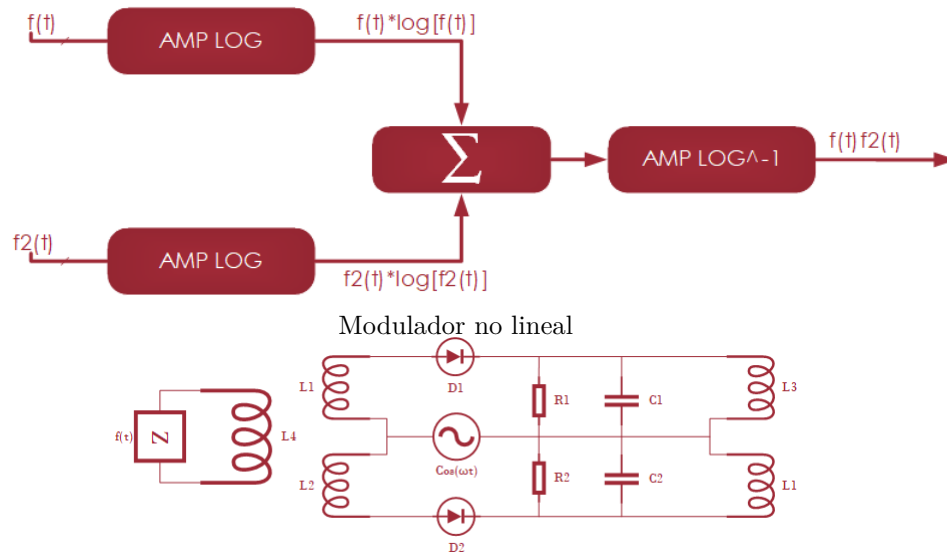 f(t)
AMP LOG
f(t)*log[f(t)]
Σ
AMP LOG^-1
f(t)f2(t)
f2(t)
AMP LOG
f2(t)*log[f2(t)]
Modulador no lineal
L1
D1
R1
C1
L3
f(t)
Z
L4
Cos(ωt)
L2
R2
C2
L1
D2